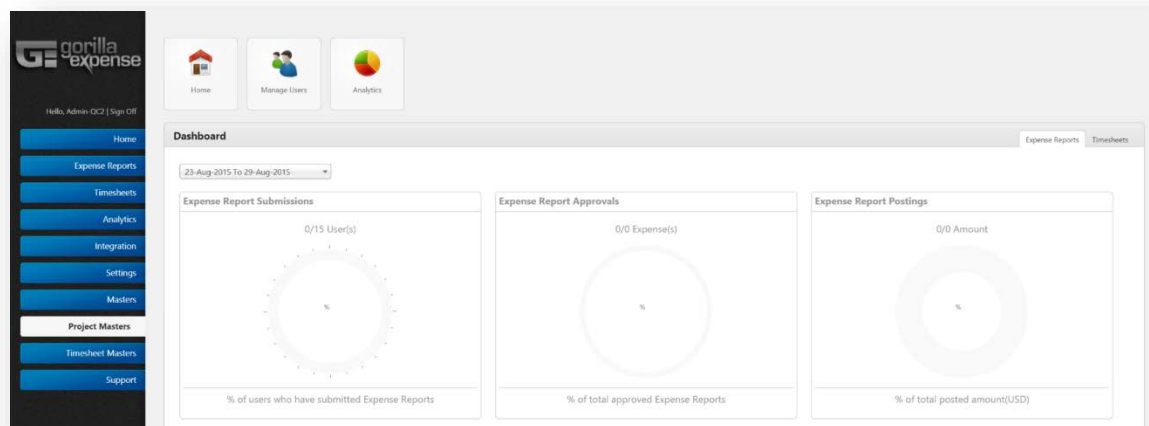 GE gorilla
expense
Hello, Admin-QC2 | Sign Off
Home
Expense Reports
Timesheets
Analytics
Integration
Settings
Masters
Project Masters
Timesheet Masters
Support
Home
Manage Users
Analytics
Dashboard
Expense Reports
Timesheets
23-Aug-2015 To 29-Aug-2015
Expense Report Submissions
0/15 User(s)
%
% of users who have submitted Expense Reports
Expense Report Approvals
0/0 Expense(s)
%
% of total approved Expense Reports
Expense Report Postings
0/0 Amount
%
% of total posted amount(USD)